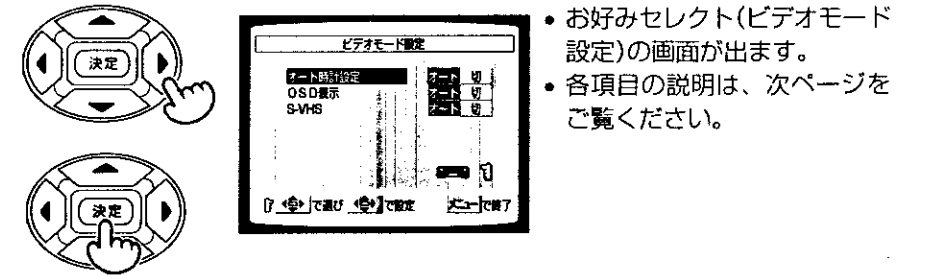 決定
決定
ビデオモード設定
オート時計設定 オート 切
OSD表示 オート 切
S-VHS オート 切
で選び で設定 メニューで終了
• お好みセレクト(ビデオモード
設定)の画面が出ます。
• 各項目の説明は、次ページを
ご覧ください。